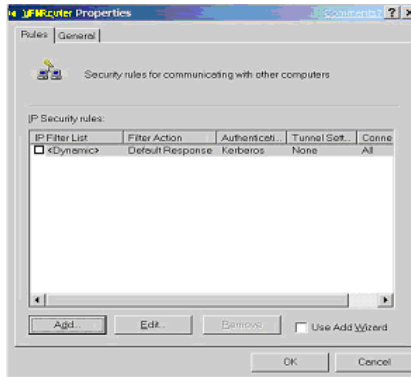 Properties
Comments?
Rules General
Security rules for communicating with other computers
IP Security rules:
IP Filter List Filter Action Authenticati... Tunnel Sett... Conne
<Dynamic> Default Response Kerberos None All
Add... Edit... Remove Use Add Wizard
OK Cancel